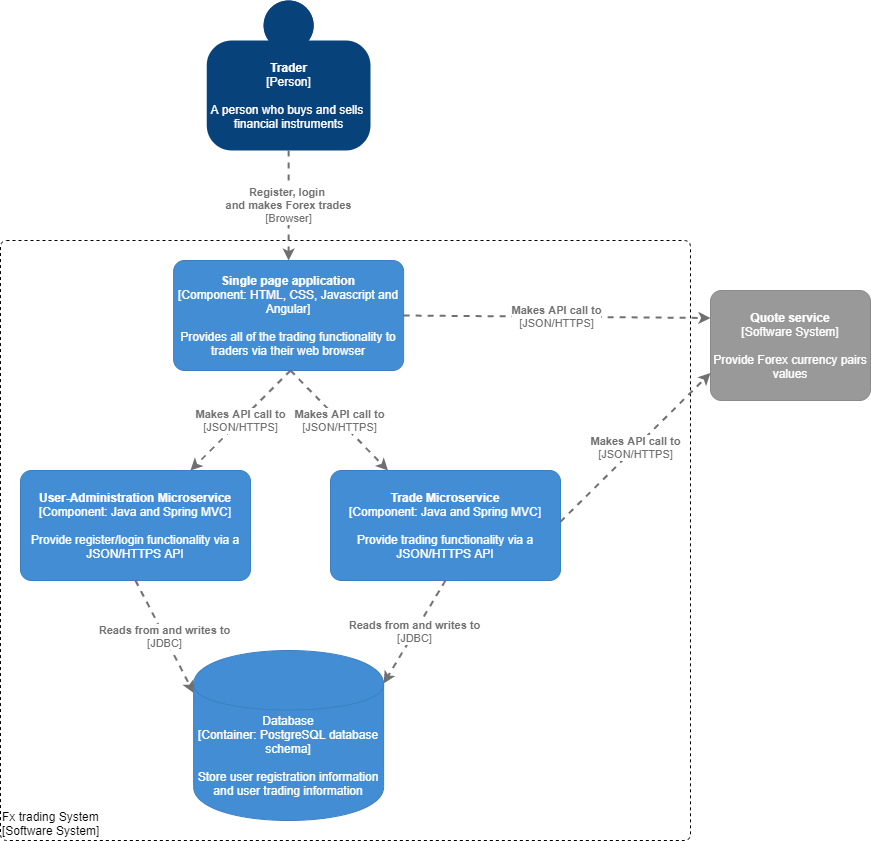 Trader
[Person]
A person who buys and sells
financial instruments
Register, login
and makes Forex trades
[Browser]
Single page application
[Component: HTML, CSS, Javascript and
Angular]
Provides all of the trading functionality to
traders via their web browser
Makes API call to
[JSON/HTTPS]
Quote service
[Software System]
Provide Forex currency pairs
values
Makes API call to
[JSON/HTTPS]
Makes API call to
[JSON/HTTPS]
Makes API call to
[JSON/HTTPS]
User-Administration Microservice
[Component: Java and Spring MVC]
Provide register/login functionality via a
JSON/HTTPS API
Trade Microservice
[Component: Java and Spring MVC]
Provide trading functionality via a
JSON/HTTPS API
Reads from and writes to
[JDBC]
Reads from and writes to
[JDBC]
Database
[Container: PostgreSQL database
schema]
Store user registration information
and user trading information
Fx trading System
[Software System]